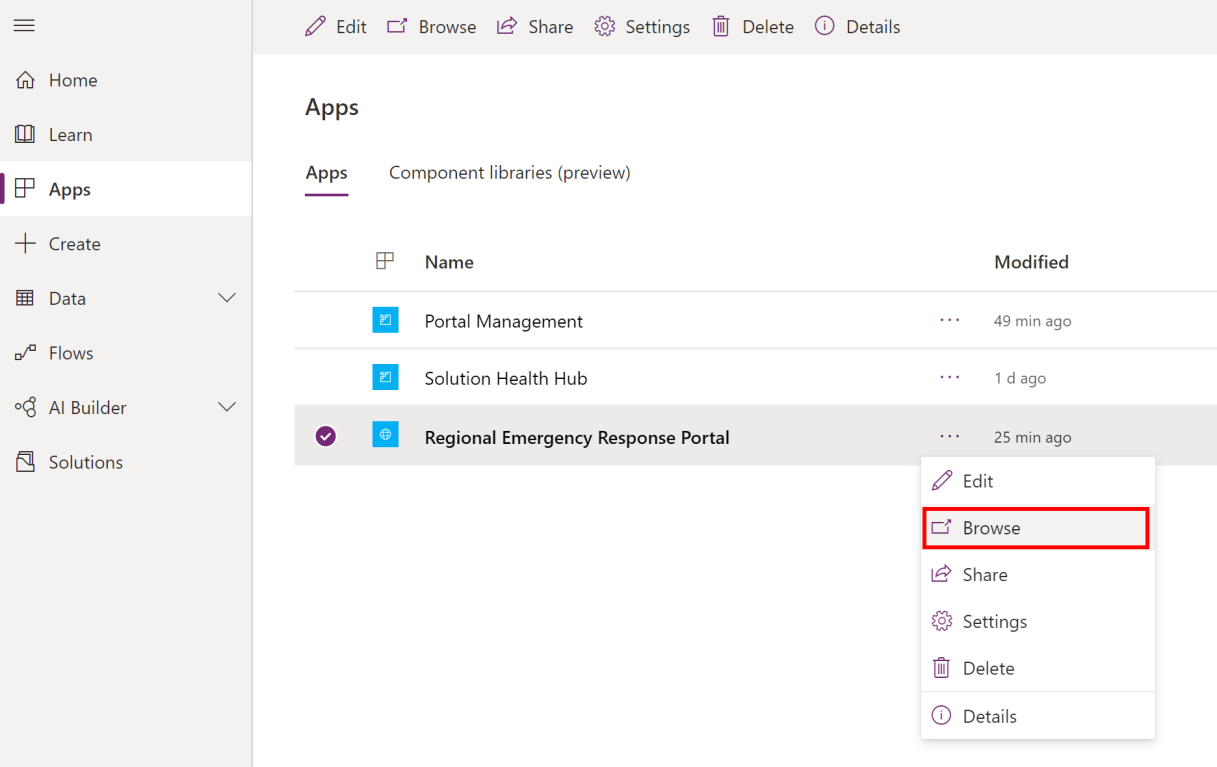 Edit Browse Share Settings Delete Details
Home
Learn
Apps
Create
Data
Flows
AI Builder
Solutions
Apps
Apps Component libraries (preview)
Name Modified
Portal Management ··· 49 min ago
Solution Health Hub ··· 1 d ago
Regional Emergency Response Portal ··· 25 min ago
Edit
Browse
Share
Settings
Delete
Details